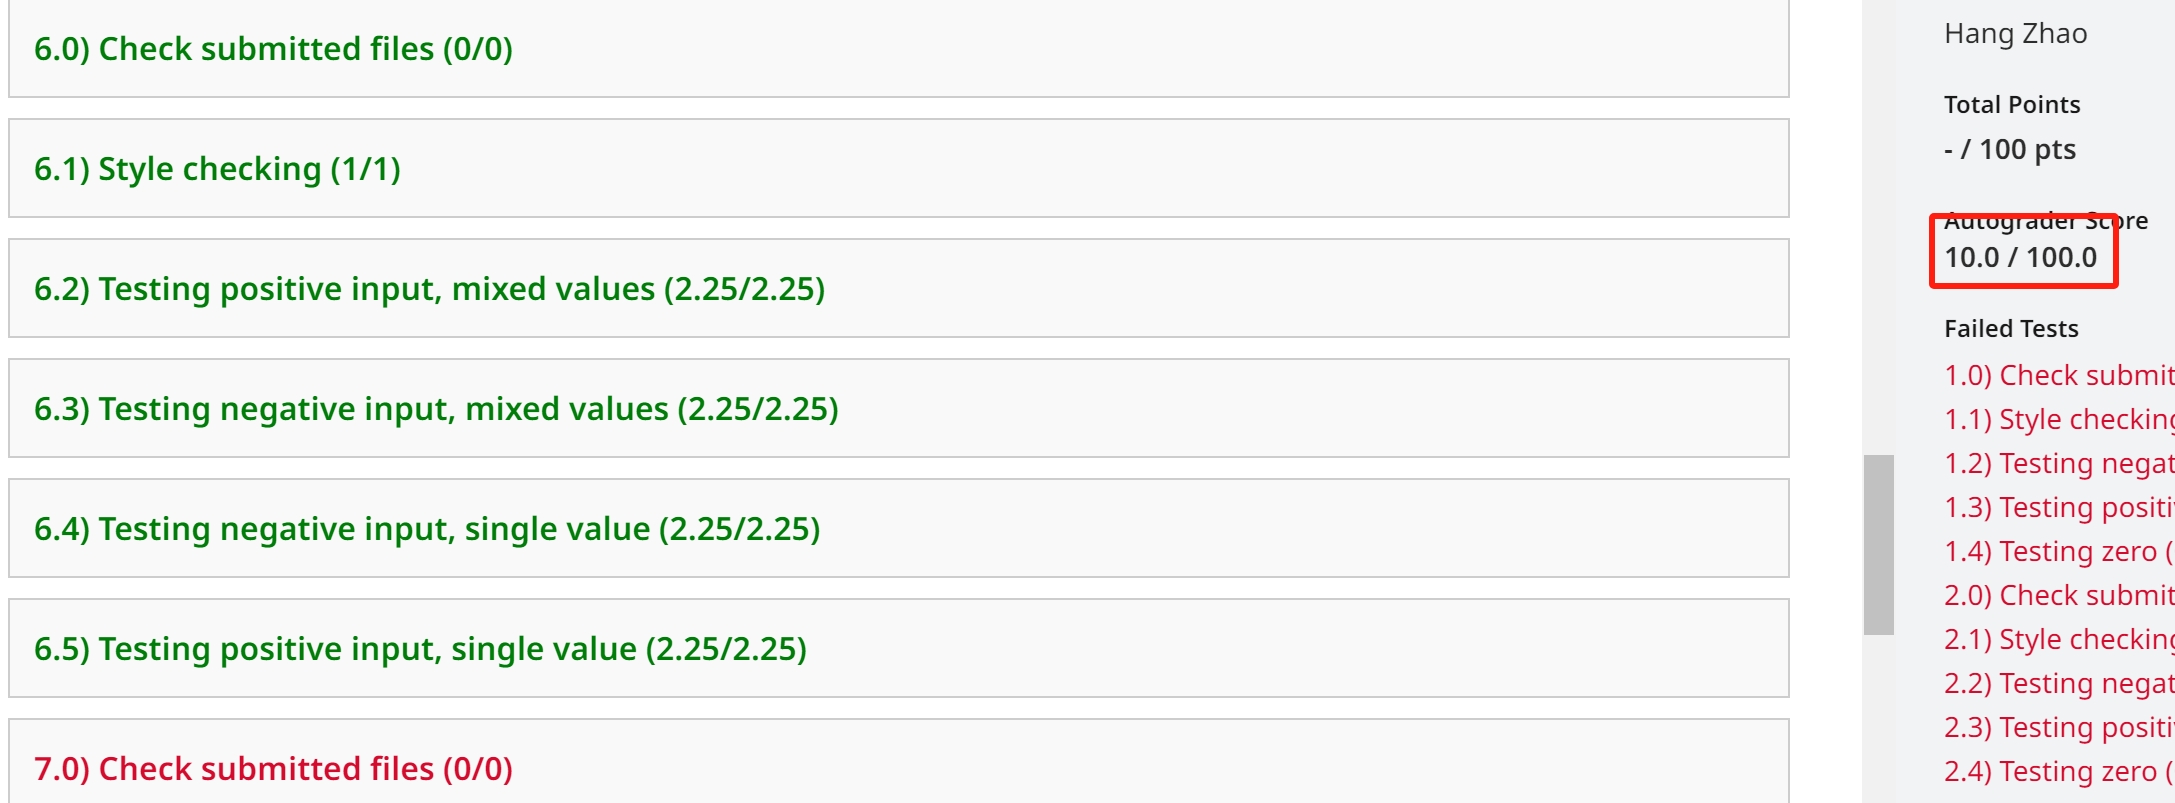 6.0) Check submitted files (0/0)
6.1) Style checking (1/1)
6.2) Testing positive input, mixed values (2.25/2.25)
6.3) Testing negative input, mixed values (2.25/2.25)
6.4) Testing negative input, single value (2.25/2.25)
6.5) Testing positive input, single value (2.25/2.25)
7.0) Check submitted files (0/0)
Hang Zhao
Total Points
- / 100 pts
Autograder Score
10.0 / 100.0
Failed Tests
1.0) Check submit
1.1) Style checking
1.2) Testing negat
1.3) Testing positiv
1.4) Testing zero (
2.0) Check submit
2.1) Style checking
2.2) Testing negat
2.3) Testing positiv
2.4) Testing zero (